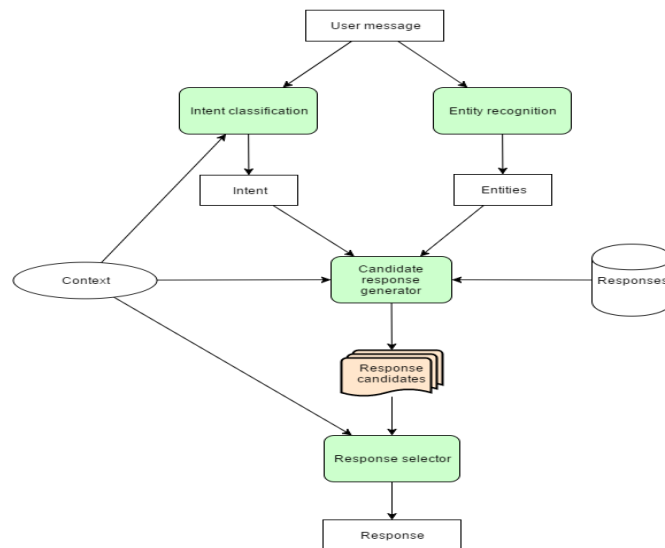 User message
Intent classification
Entity recognition
Intent
Entities
Context
Candidate
response
generator
Responses
Response
candidates
Response selector
Response